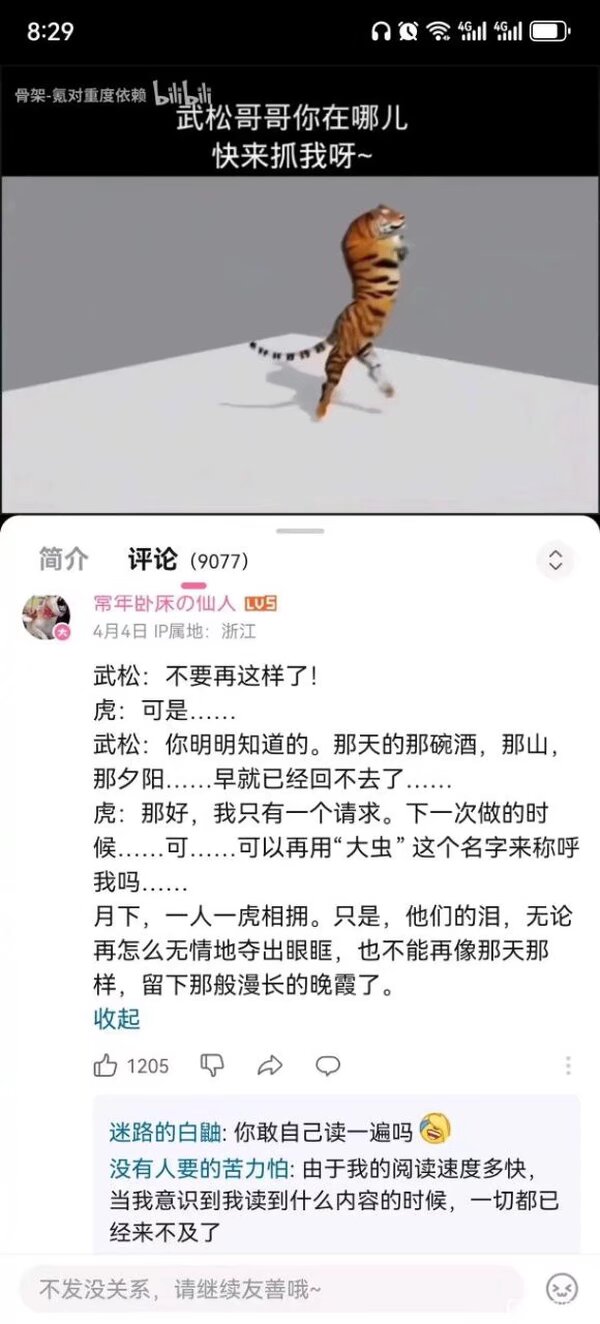 8:29
4G
4G
骨架-氪对重度依赖
bilibili
武松哥哥你在哪儿
快来抓我呀~
简介
评论 (9077)
常年卧床の仙人 LV5
4月4日 IP属地：浙江
武松：不要再这样了！
虎：可是……
武松：你明明知道的。那天的那碗酒，那山，
那夕阳……早就已经回不去了……
虎：那好，我只有一个请求。下一次做的时
候……可……可以再用“大虫”这个名字来称呼
我吗……
月下，一人一虎相拥。只是，他们的泪，无论
再怎么无情地夺出眼眶，也不能再像那天那
样，留下那般漫长的晚霞了。
收起
1205
迷路的白鼬: 你敢自己读一遍吗
没有人要的苦力怕: 由于我的阅读速度多快，
当我意识到我读到什么内容的时候，一切都已
经来不及了
不发没关系，请继续友善哦~